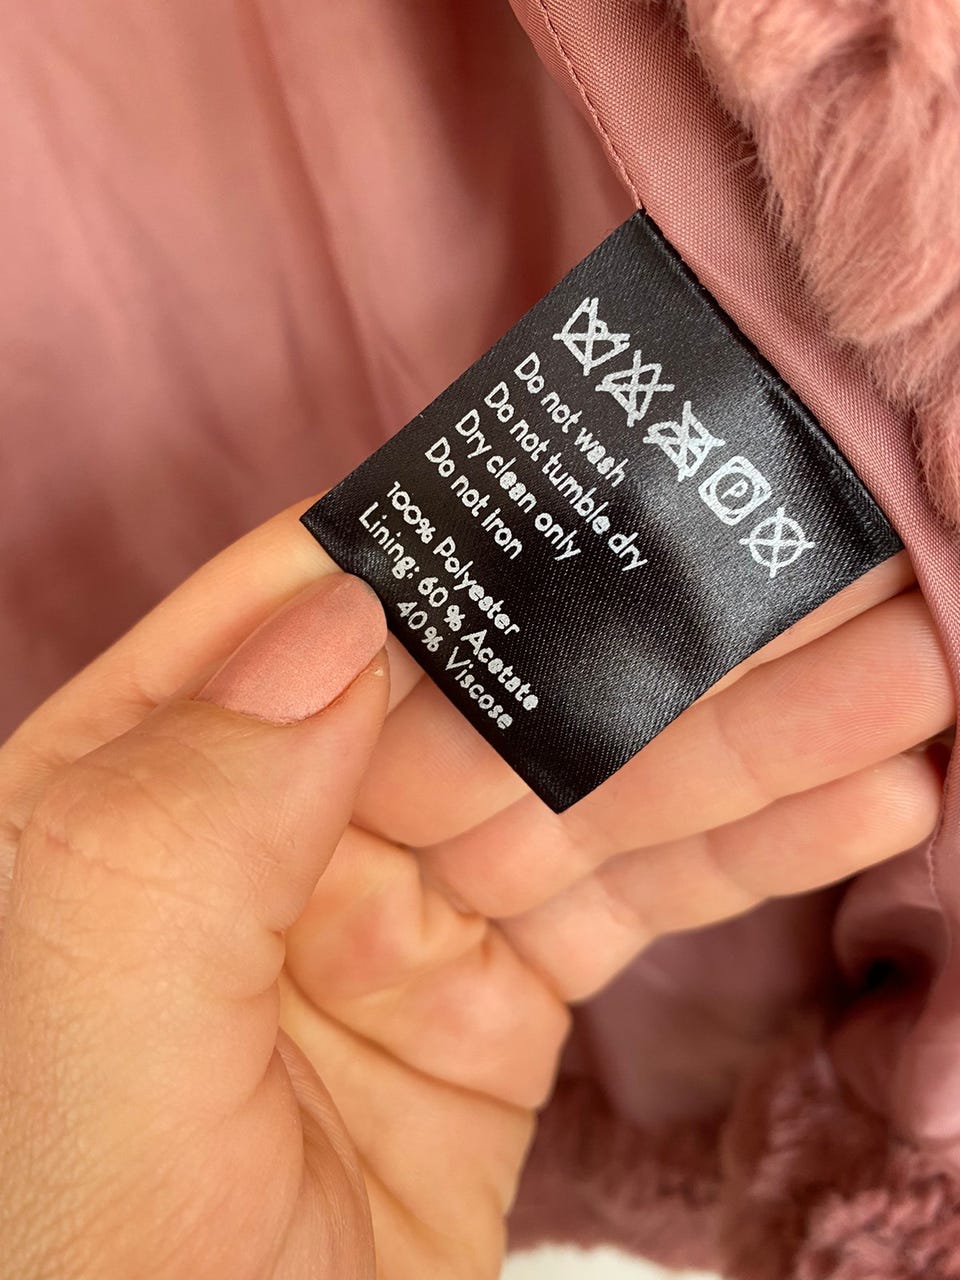 P
Do not wash
Do not tumble dry
Dry clean only
Do not Iron
100% Polyester
Lining: 60 % Acetate
40 % Viscose